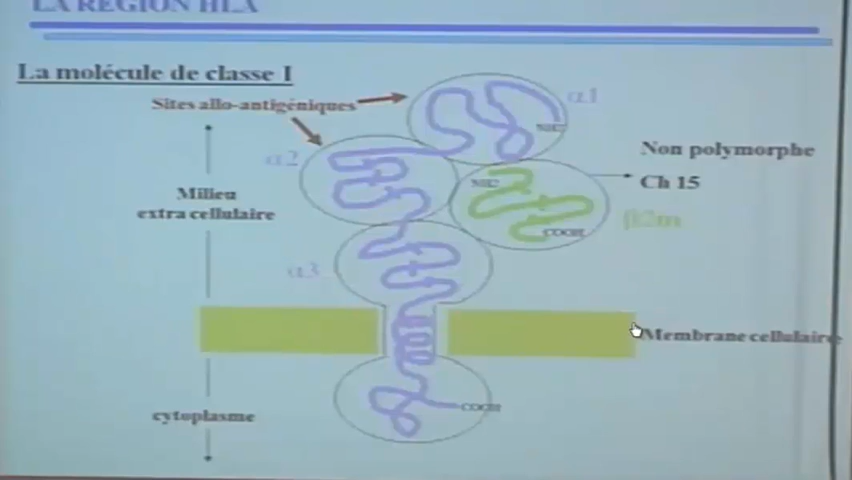 LA REGION HLA
La molécule de classe I
Sites allo-antigéniques
α1
NH2
α2
Non polymorphe
Ch 15
Milieu
extra cellulaire
NH2
COOH
β2m
α3
Membrane cellulaire
cytoplasme
COOH